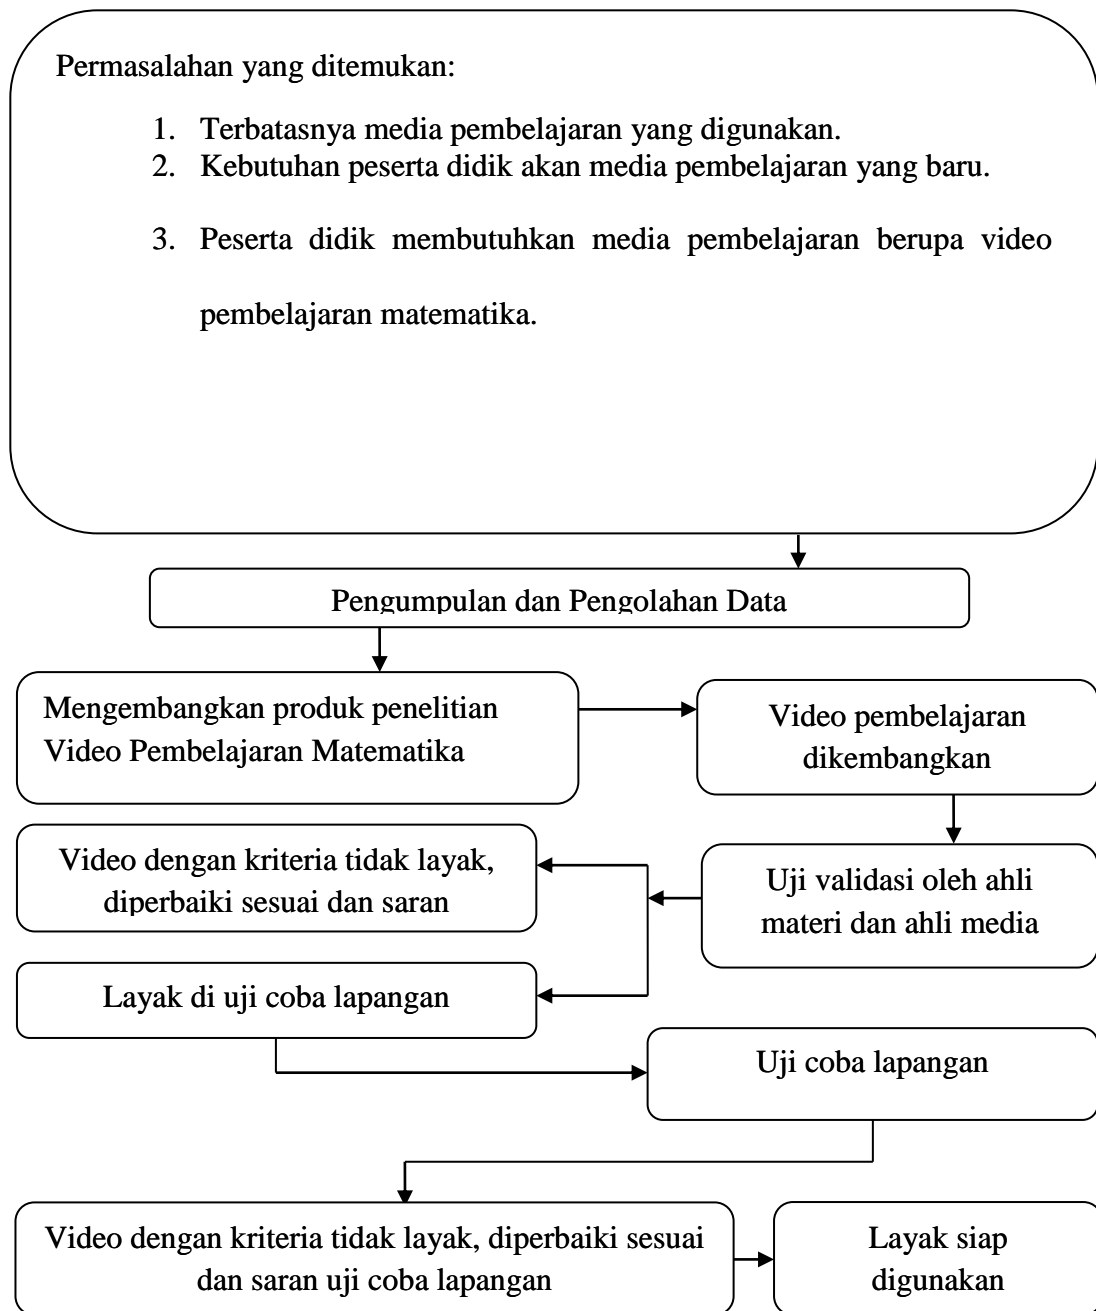 Permasalahan yang ditemukan:
1. Terbatasnya media pembelajaran yang digunakan.
2. Kebutuhan peserta didik akan media pembelajaran yang baru.
3. Peserta didik membutuhkan media pembelajaran berupa video
pembelajaran matematika.
Pengumpulan dan Pengolahan Data
Mengembangkan produk penelitian
Video Pembelajaran Matematika
Video pembelajaran
dikembangkan
Video dengan kriteria tidak layak,
diperbaiki sesuai dan saran
Uji validasi oleh ahli
materi dan ahli media
Layak di uji coba lapangan
Uji coba lapangan
Video dengan kriteria tidak layak, diperbaiki sesuai
dan saran uji coba lapangan
Layak siap
digunakan